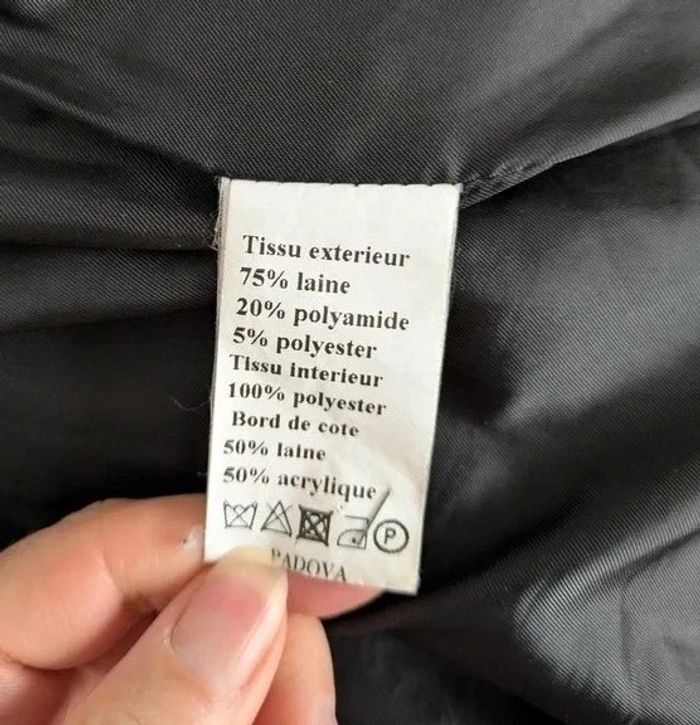 Tissu exterieur
75% laine
20% polyamide
5% polyester
Tissu interieur
100% polyester
Bord de cote
50% laine
50% acrylique
P
PADOVA